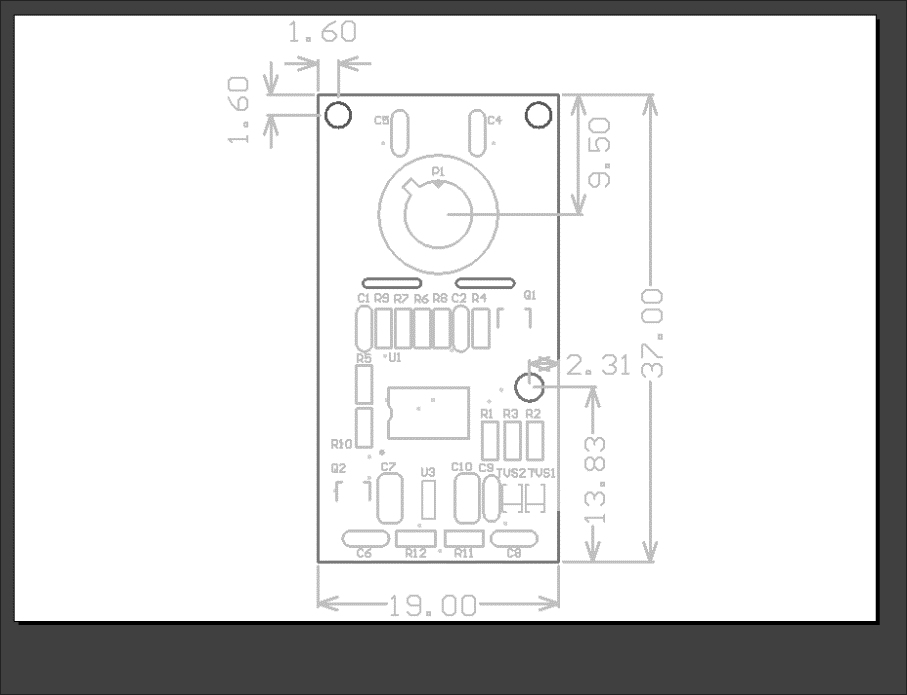 1.60
1.60
C5
C4
9.50
P1
37.00
C1 R9 R7 R6 R8 C2 R4
Q1
U1
R5
2.31
R1 R3 R2
R10
13.83
Q2
C7
U3
C10 C9
TVS2 TVS1
C6
R12
R11
C8
19.00